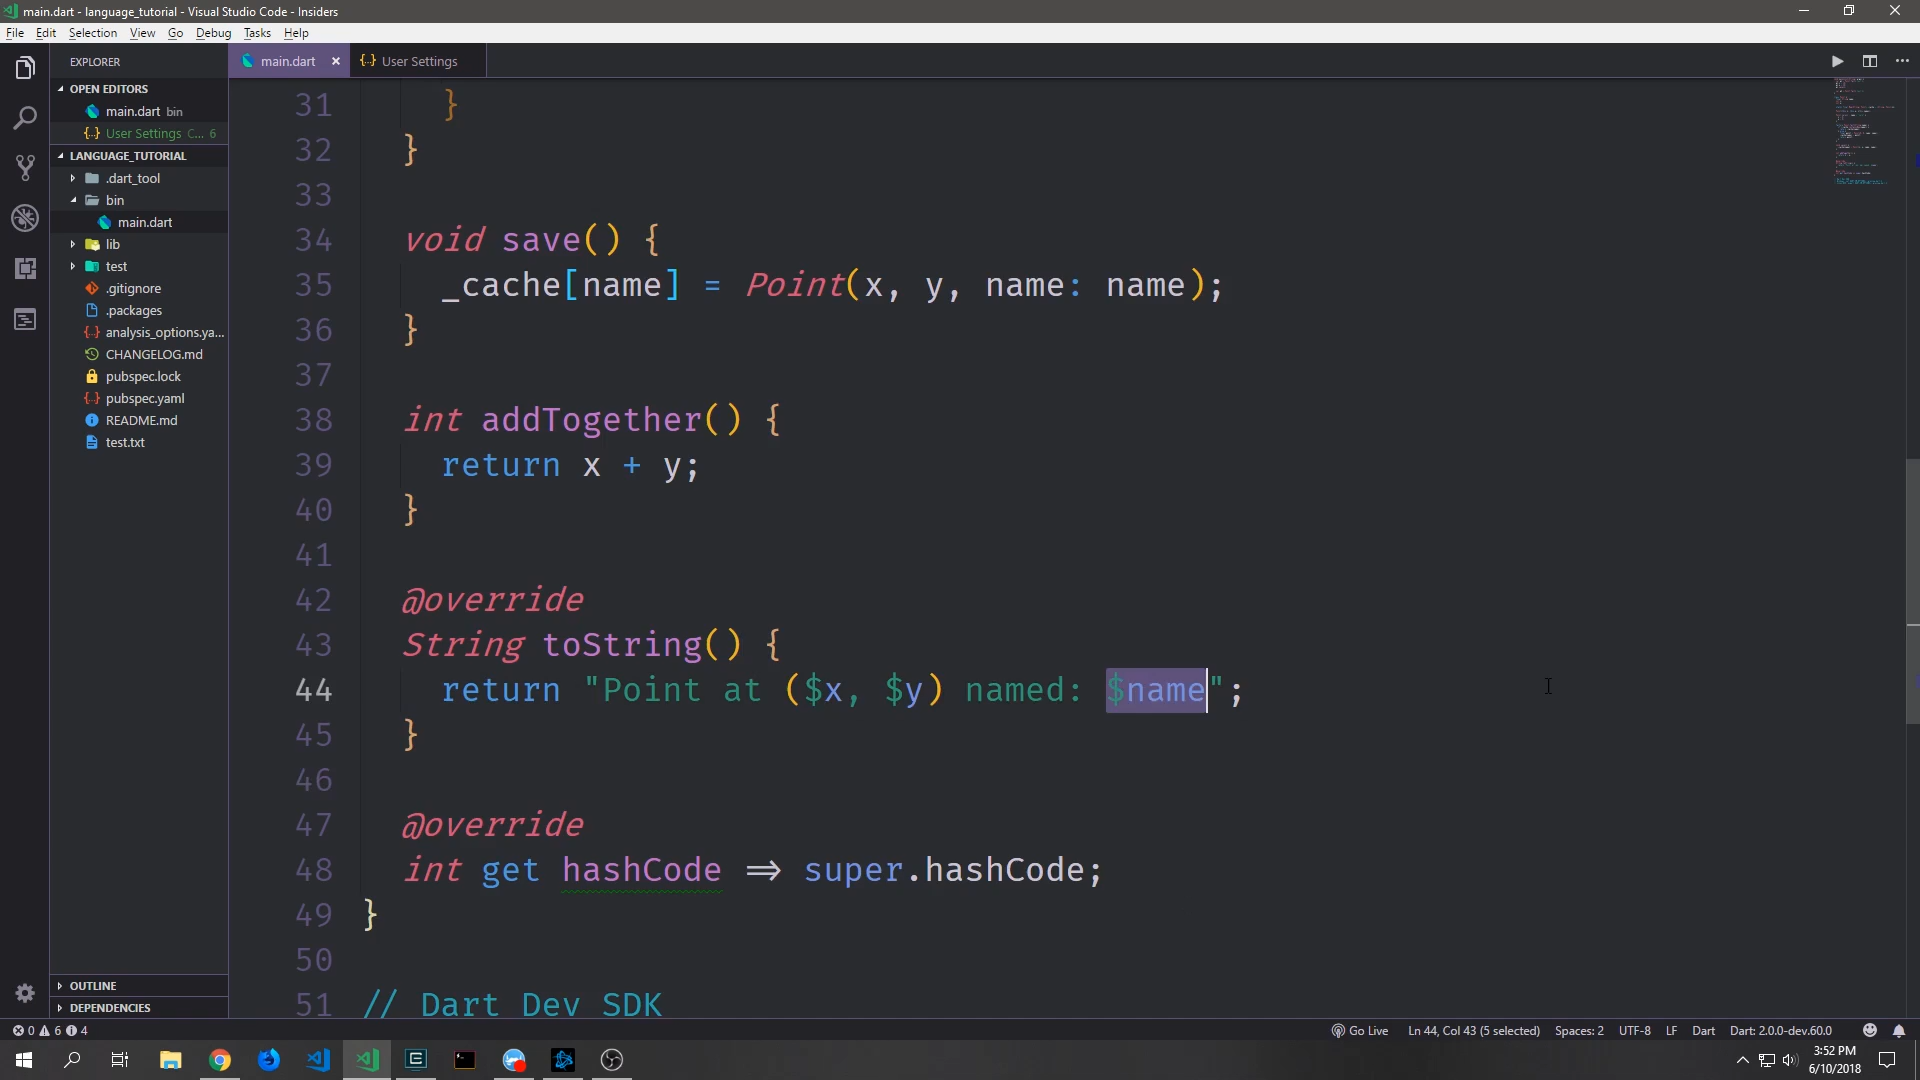 main.dart - language_tutorial - Visual Studio Code - Insiders
File Edit Selection View Go Debug Tasks Help
EXPLORER
OPEN EDITORS
main.dart bin
User Settings C... 6
LANGUAGE_TUTORIAL
.dart_tool
bin
main.dart
lib
test
.gitignore
.packages
analysis_options.ya...
CHANGELOG.md
pubspec.lock
pubspec.yaml
README.md
test.txt
OUTLINE
DEPENDENCIES
main.dart
User Settings
31 }
32 }
33
34 void save() {
35 _cache[name] = Point(x, y, name: name);
36 }
37
38 int addTogether() {
39 return x + y;
40 }
41
42 @override
43 String toString() {
44 return "Point at ($x, $y) named: $name";
45 }
46
47 @override
48 int get hashCode => super.hashCode;
49 }
50
51 // Dart Dev SDK
0 6 4
Go Live Ln 44, Col 43 (5 selected) Spaces: 2 UTF-8 LF Dart Dart: 2.0.0-dev.60.0
3:52 PM
6/10/2018